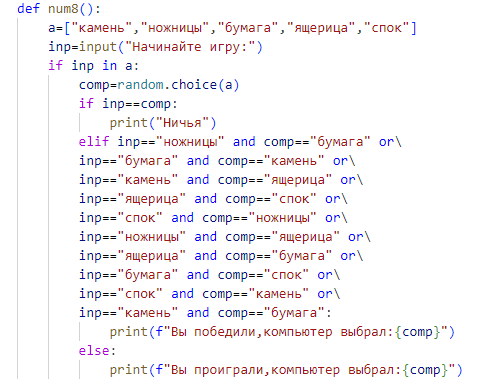 def num8():
    a=["камень","ножницы","бумага","ящерица","спок"]
    inp=input("Начинайте игру:")
    if inp in a:
        comp=random.choice(a)
        if inp==comp:
            print("Ничья")
        elif inp=="ножницы" and comp=="бумага" or\
        inp=="бумага" and comp=="камень" or\
        inp=="камень" and comp=="ящерица" or\
        inp=="ящерица" and comp=="спок" or\
        inp=="спок" and comp=="ножницы" or\
        inp=="ножницы" and comp=="ящерица" or\
        inp=="ящерица" and comp=="бумага" or\
        inp=="бумага" and comp=="спок" or\
        inp=="спок" and comp=="камень" or\
        inp=="камень" and comp=="бумага":
            print(f"Вы победили,компьютер выбрал:{comp}")
        else:
            print(f"Вы проиграли,компьютер выбрал:{comp}")